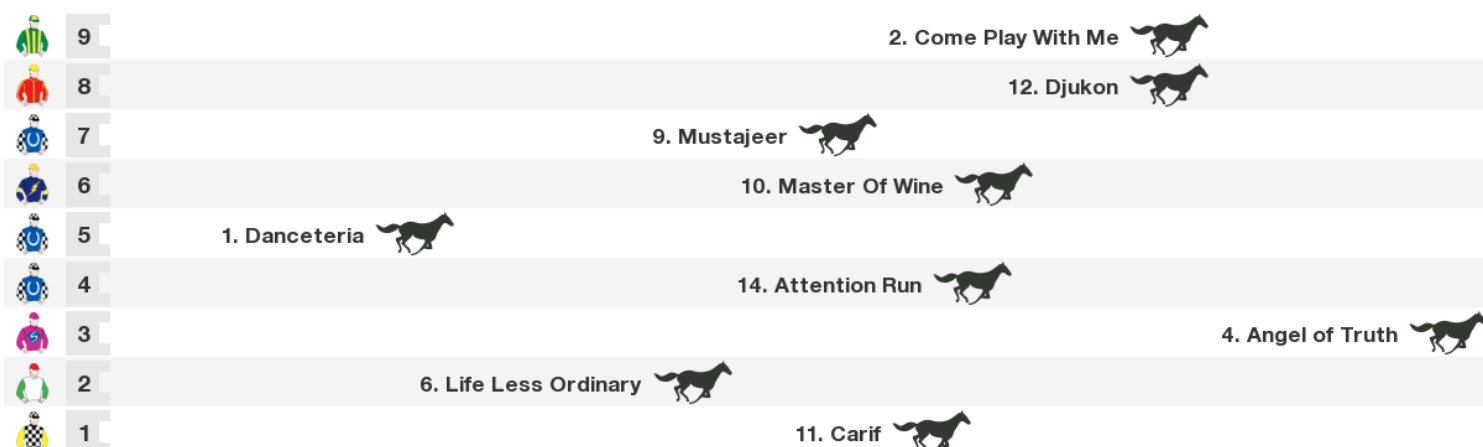 9 2. Come Play With Me
8 12. Djukon
7 9. Mustajeer
6 10. Master Of Wine
5 1. Danceteria
4 14. Attention Run
3 4. Angel of Truth
2 6. Life Less Ordinary
1 11. Carif